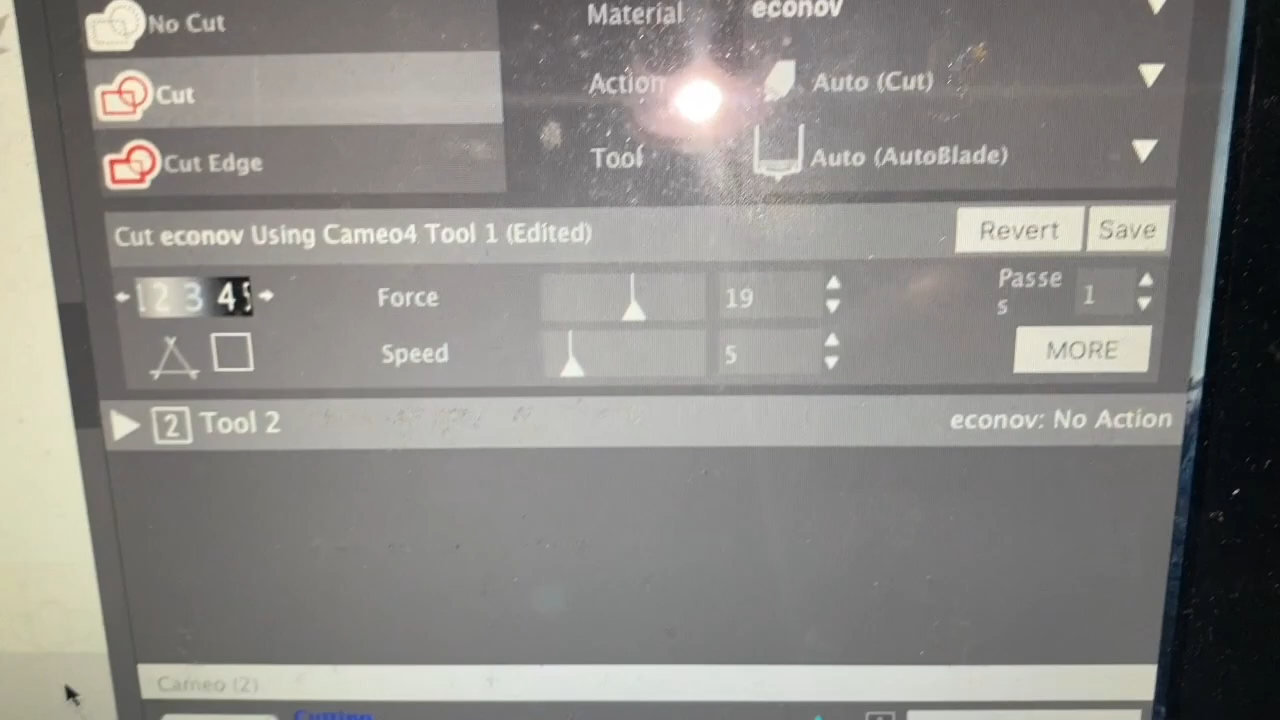 No Cut
Material econov
Cut
Action Auto (Cut)
Cut Edge
Tool Auto (AutoBlade)
Cut econov Using Cameo4 Tool 1 (Edited) Revert Save
2 3 4 Force 19 Passe
s 1
Speed 5 MORE
2 Tool 2 econov: No Action
Cameo (2)
Cutting